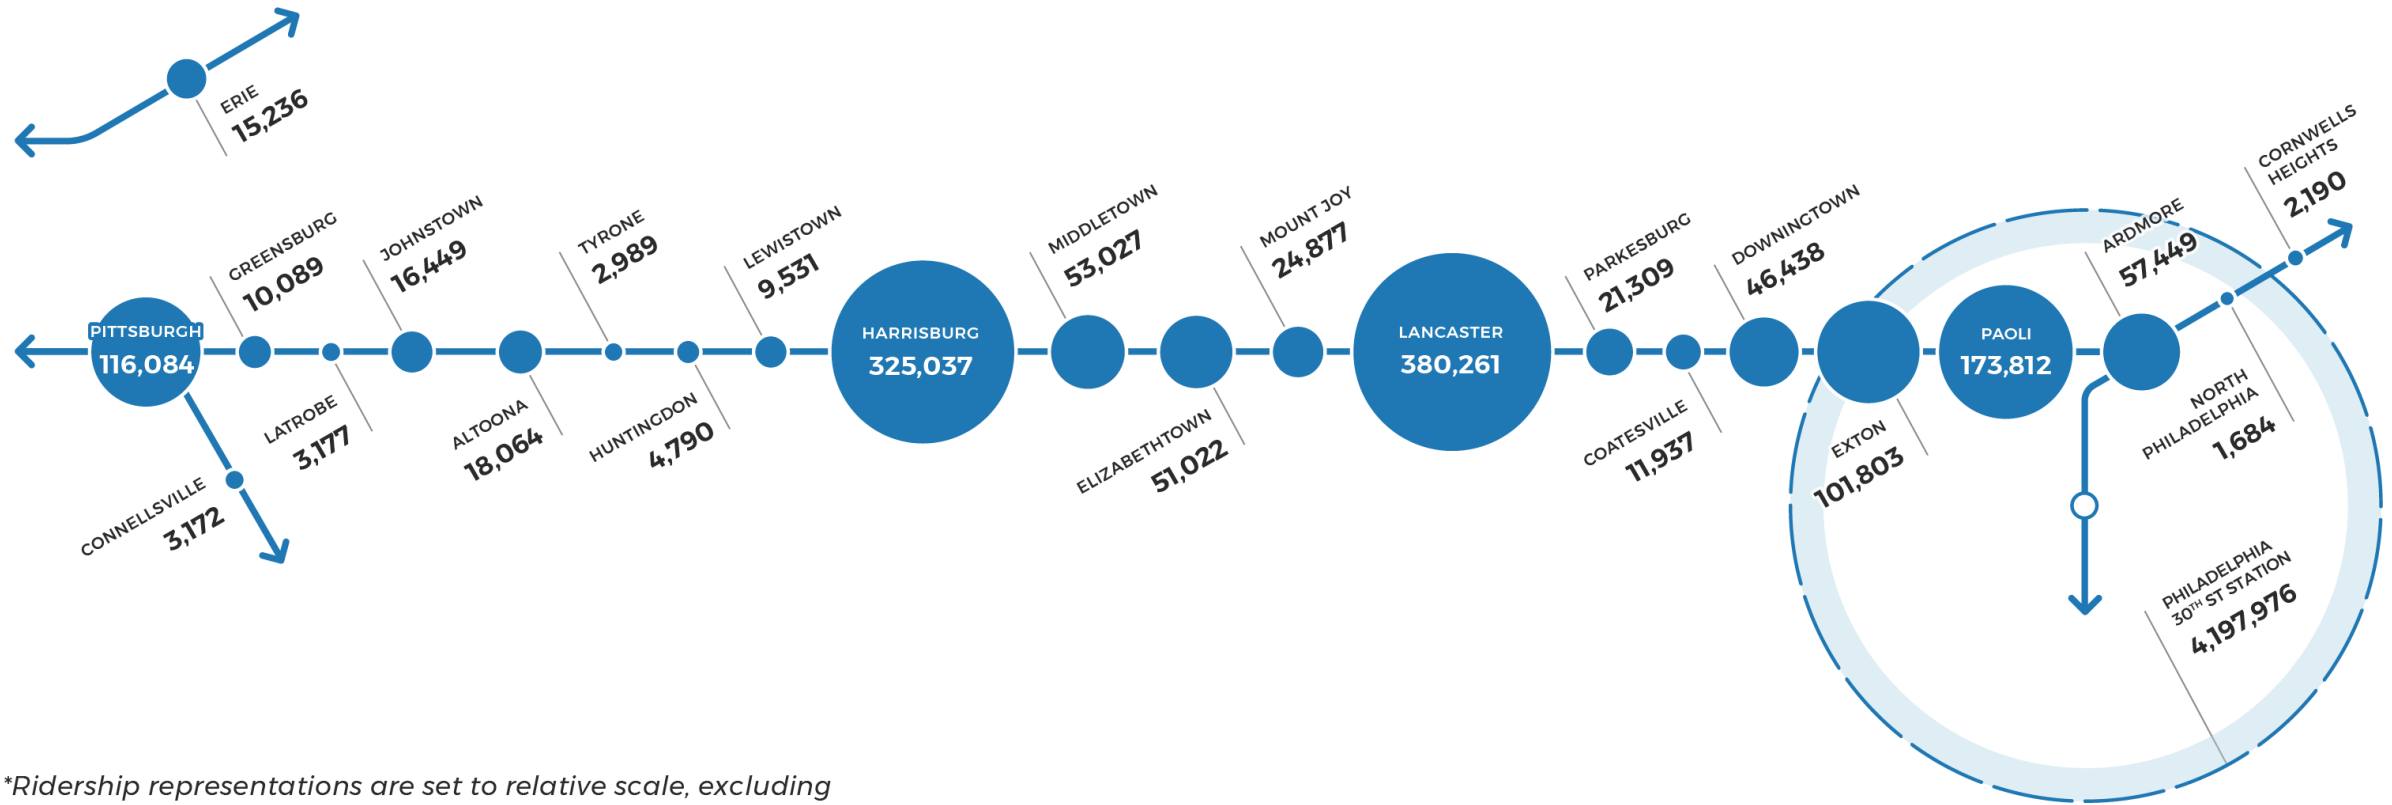 ERIE
15,236
PITTSBURGH
116,084
GREENSBURG
10,089
LATROBE
3,177
CONNELLSVILLE
3,172
JOHNSTOWN
16,449
ALTOONA
18,064
TYRONE
2,989
HUNTINGDON
4,790
LEWISTOWN
9,531
HARRISBURG
325,037
MIDDLETOWN
53,027
ELIZABETHTOWN
51,022
MOUNT JOY
24,877
LANCASTER
380,261
PARKESBURG
21,309
COATESVILLE
11,937
DOWNINGTOWN
46,438
EXTON
101,803
PAOLI
173,812
ARDMORE
57,449
NORTH
PHILADELPHIA
1,684
CORNWELLS
HEIGHTS
2,190
PHILADELPHIA
30TH ST STATION
4,197,976
*Ridership representations are set to relative scale, excluding